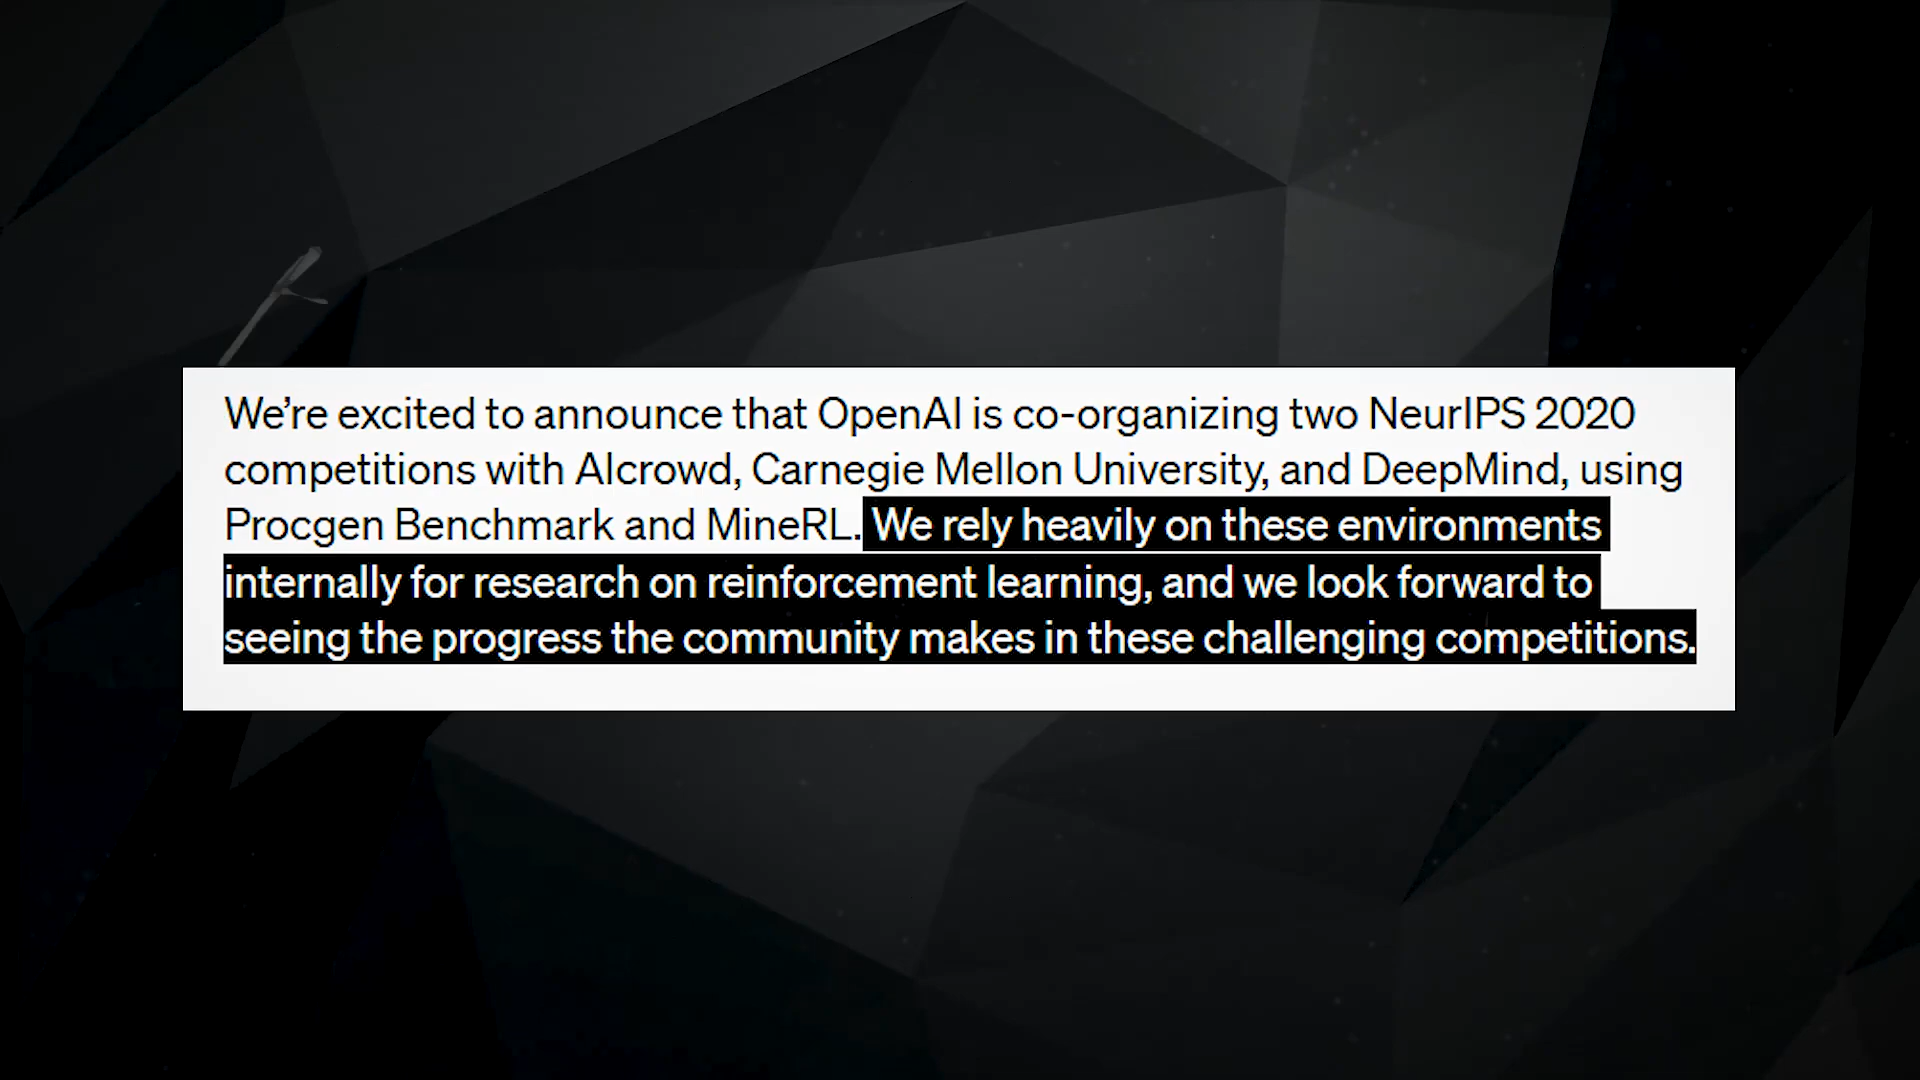 We’re excited to announce that OpenAI is co-organizing two NeurIPS 2020
competitions with AIcrowd, Carnegie Mellon University, and DeepMind, using
Procgen Benchmark and MineRL. We rely heavily on these environments
internally for research on reinforcement learning, and we look forward to
seeing the progress the community makes in these challenging competitions.